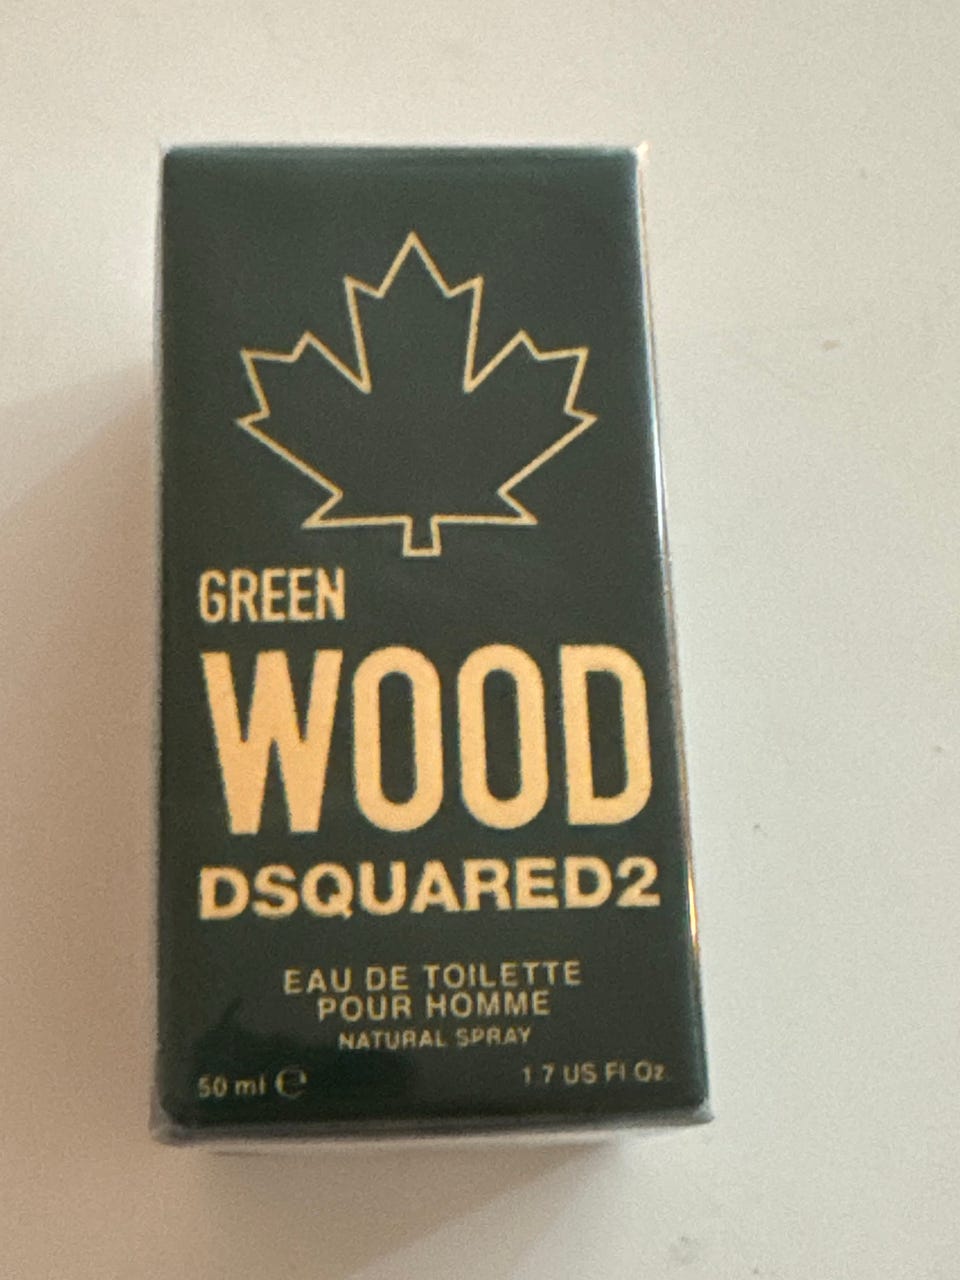 GREEN
WOOD
DSQUARED2
EAU DE TOILETTE
POUR HOMME
NATURAL SPRAY
50 ml ℮ 1.7 US Fl Oz.